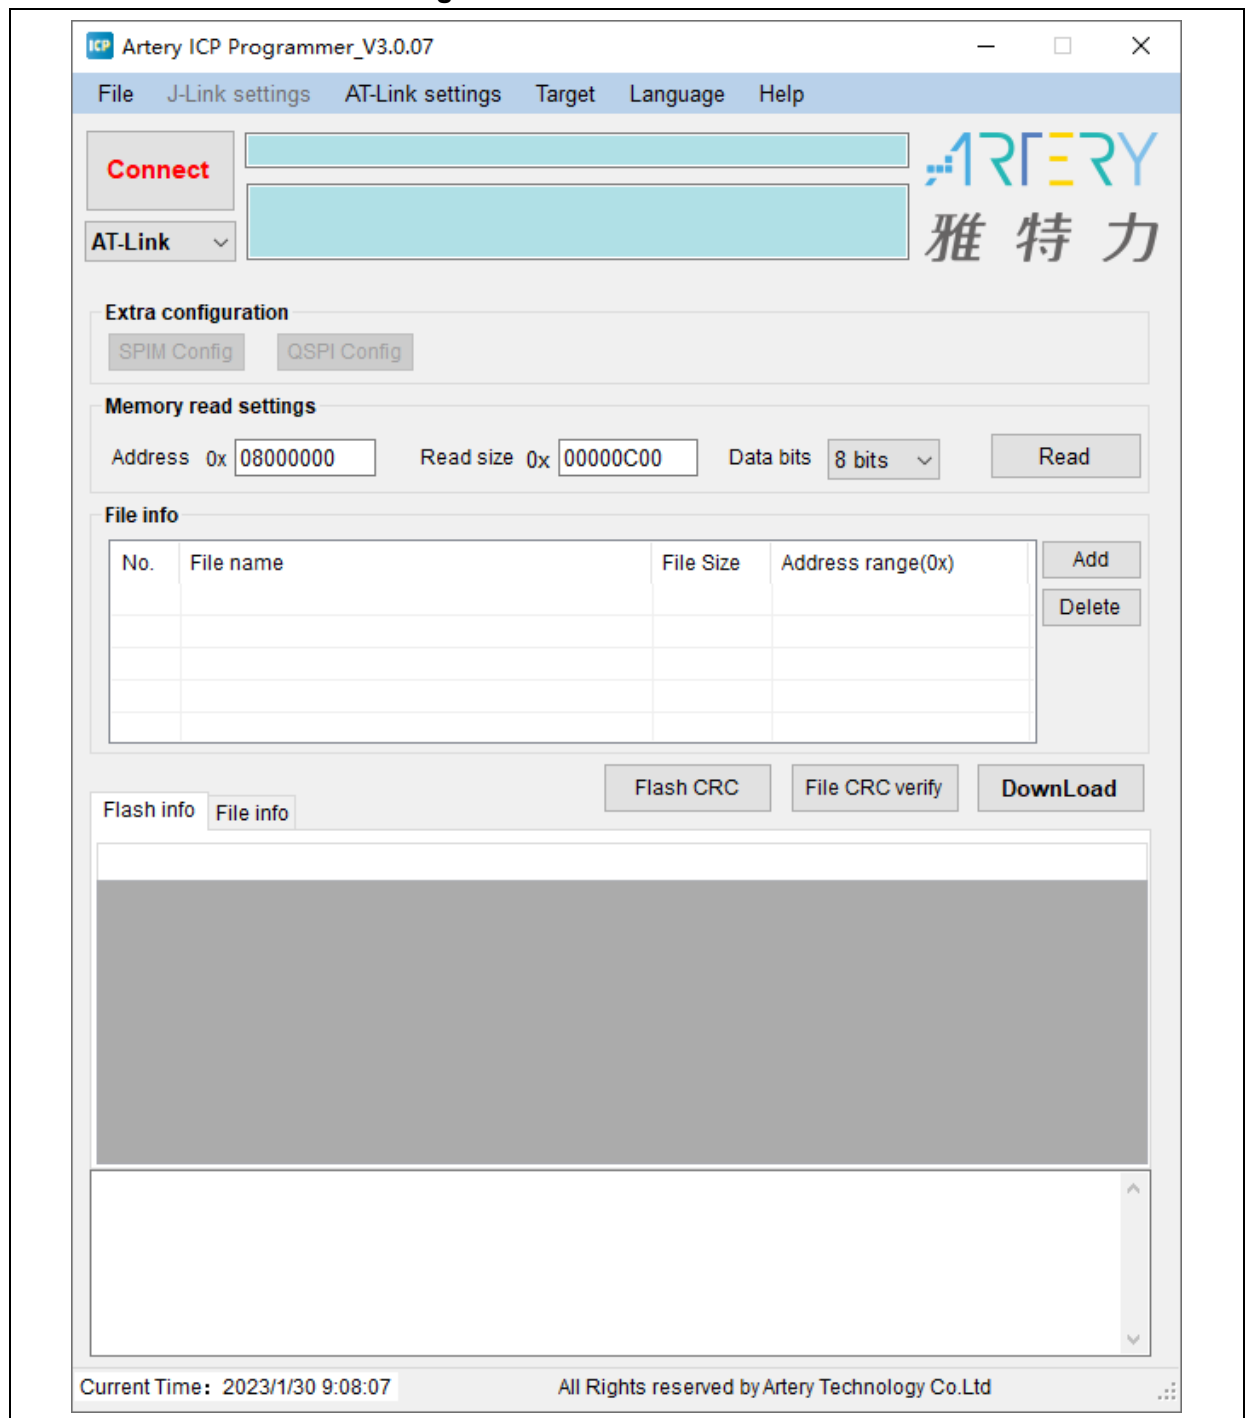 ICP Artery ICP Programmer_V3.0.07
File J-Link settings AT-Link settings Target Language Help
Connect
ARTERY
AT-Link
雅特力
Extra configuration
SPIM Config QSPI Config
Memory read settings
Address 0x 08000000 Read size 0x 00000C00 Data bits 8 bits Read
File info
No. File name File Size Address range(0x) Add
Delete
Flash CRC File CRC verify DownLoad
Flash info File info
Current Time: 2023/1/30 9:08:07 All Rights reserved by Artery Technology Co.Ltd